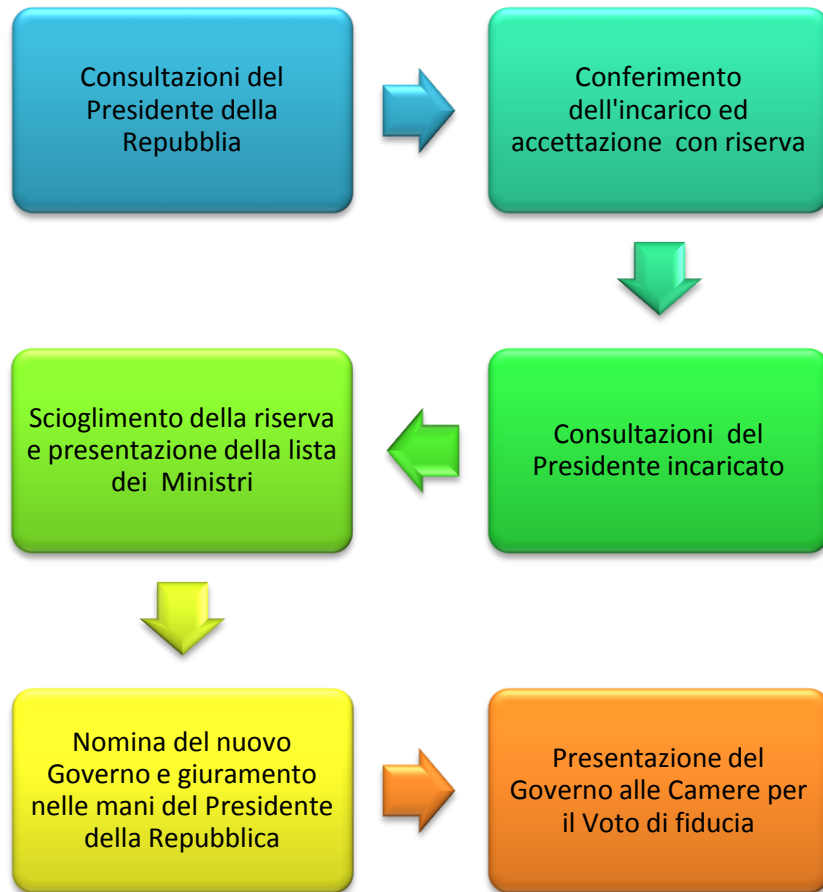 Consultazioni del
Presidente della
Repubblia
Conferimento
dell'incarico ed
accettazione  con riserva
Consultazioni  del
Presidente incaricato
Scioglimento della riserva
e presentazione della lista
dei  Ministri
Nomina del nuovo
Governo e giuramento
nelle mani del Presidente
della Repubblica
Presentazione del
Governo alle Camere per
il Voto di fiducia